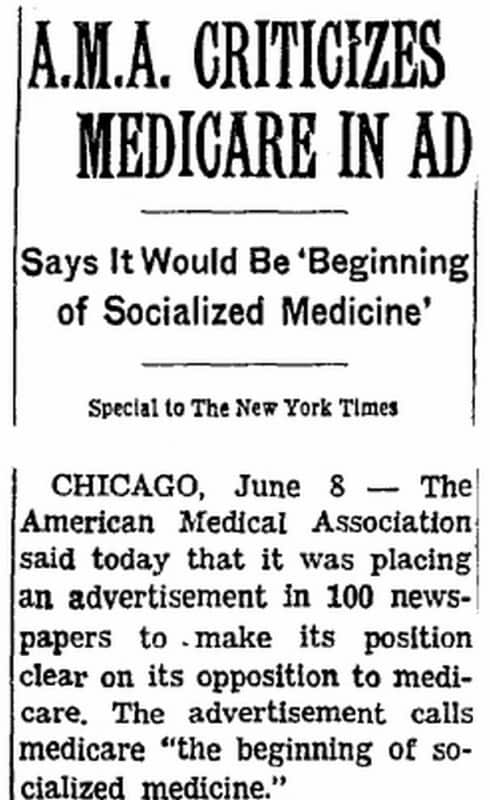 A.M.A. CRITICIZES
MEDICARE IN AD
Says It Would Be ‘Beginning
of Socialized Medicine’
Special to The New York Times
CHICAGO, June 8 — The
American Medical Association
said today that it was placing
an advertisement in 100 news-
papers to make its position
clear on its opposition to medi-
care. The advertisement calls
medicare “the beginning of so-
cialized medicine.”